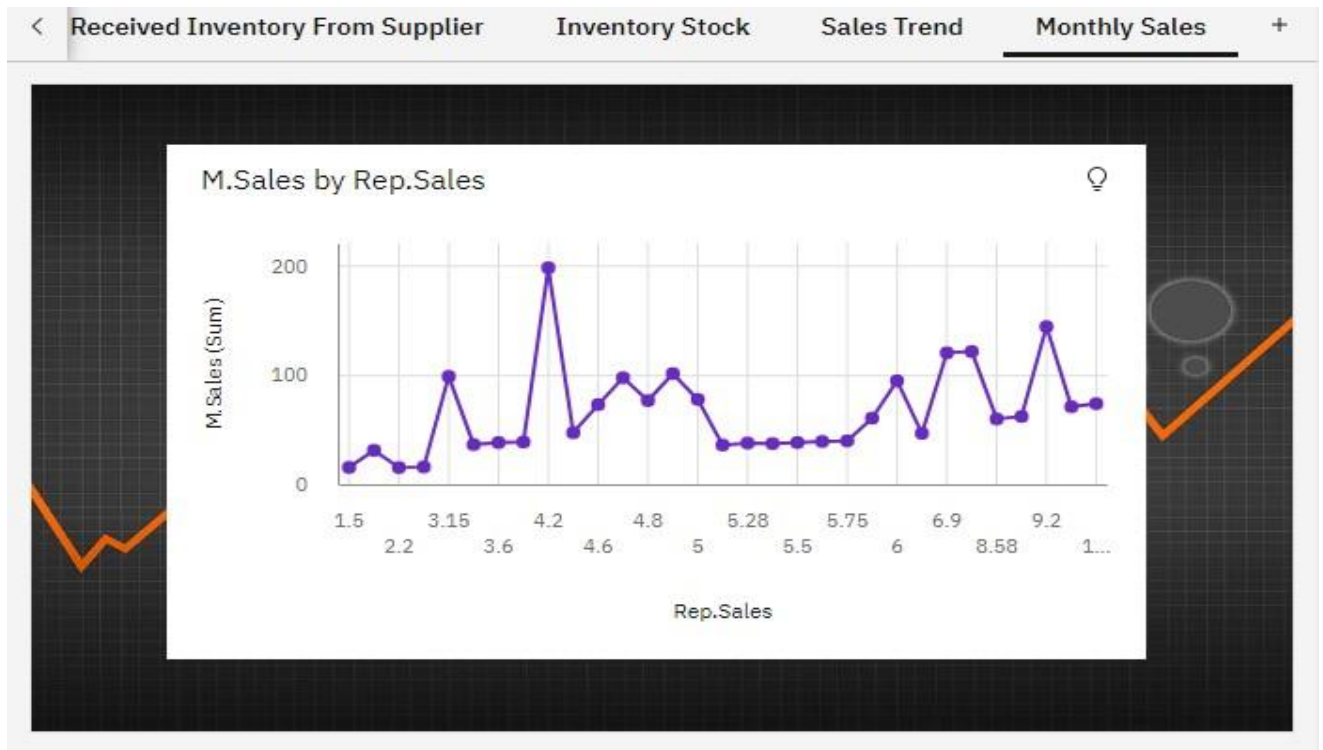 < Received Inventory From Supplier Inventory Stock Sales Trend Monthly Sales +
M.Sales by Rep.Sales
M.Sales (Sum)
200
100
0
1.5 3.15 4.2 4.8 5.28 5.75 6.9 9.2
2.2 3.6 4.6 5 5.5 6 8.58 1...
Rep.Sales